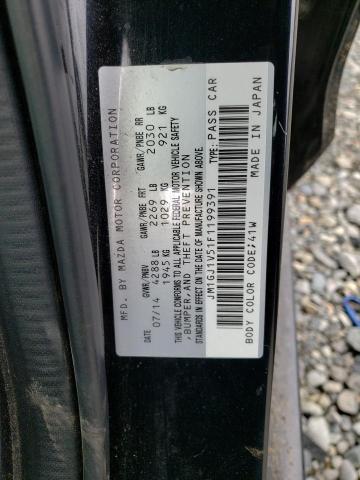 MFD. BY MAZDA MOTOR CORPORATION
GVWR/PNBV GAWR/PNBE FRT GAWR/PNBE RR
07/14 4288 LB 2269 LB 2030 LB
1945 KG 1029 KG 921 KG
THIS VEHICLE CONFORMS TO ALL APPLICABLE FEDERAL MOTOR VEHICLE SAFETY
,BUMPER,AND THEFT PREVENTION
STANDARDS IN EFFECT ON THE DATE OF MANUFACTURE SHOWN ABOVE.
JM1GJ1V51F1199391 TYPE: PASS CAR
BODY COLOR CODE:41W MADE IN JAPAN